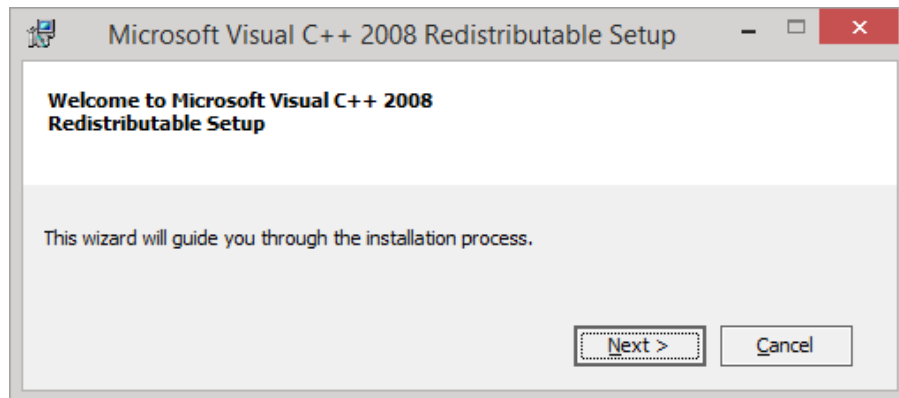 Microsoft Visual C++ 2008 Redistributable Setup
Welcome to Microsoft Visual C++ 2008
Redistributable Setup
This wizard will guide you through the installation process.
Next >
Cancel